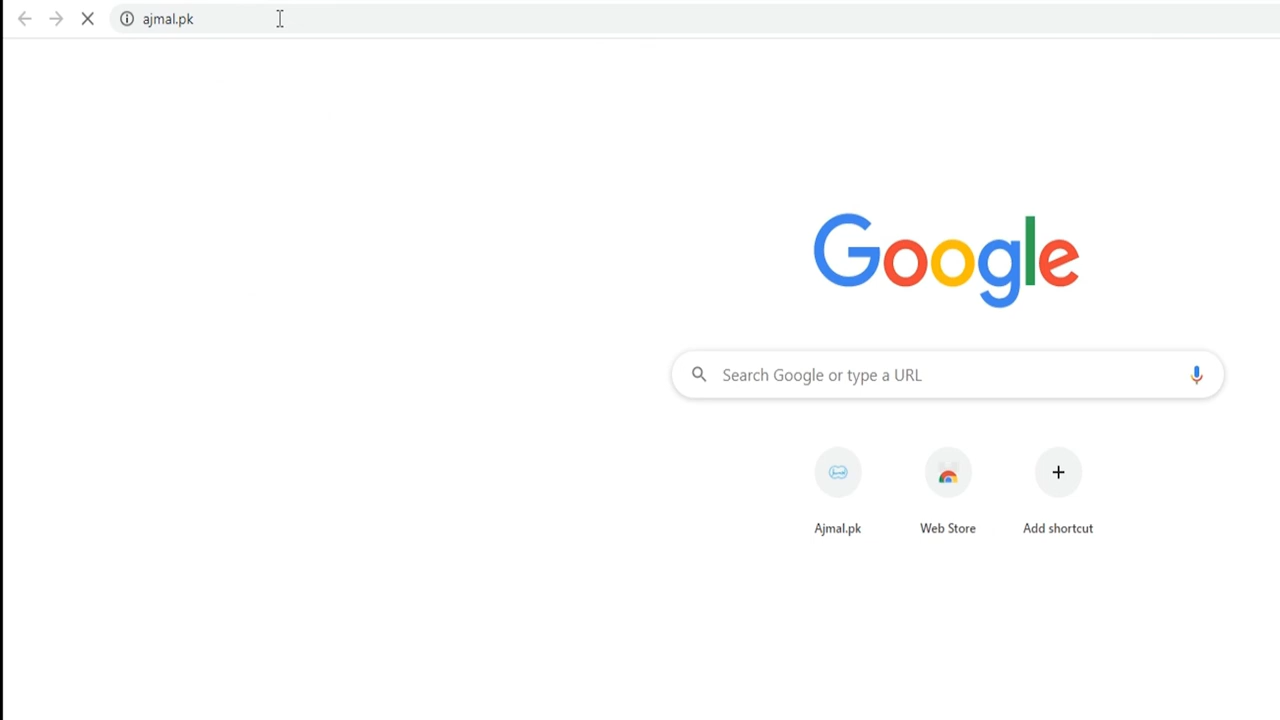 ajmal.pk
Google
Search Google or type a URL
Ajmal.pk
Web Store
Add shortcut